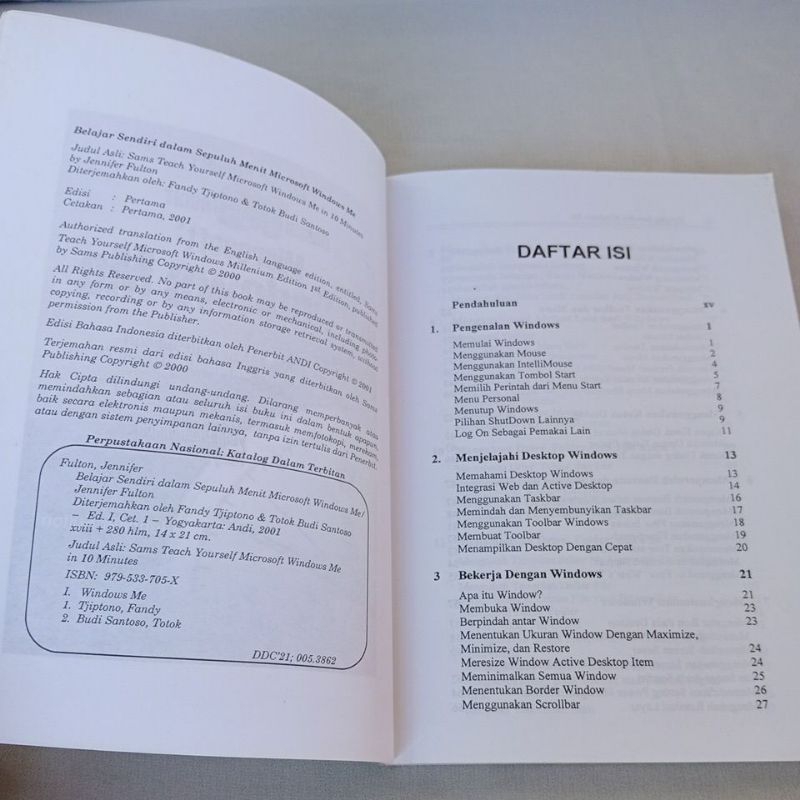 Belajar Sendiri dalam Sepuluh Menit Microsoft Windows Me
Judul Asli: Sams Teach Yourself Microsoft Windows Me in 10 Minutes
by Jennifer Fulton
Diterjemahkan oleh: Fandy Tjiptono & Totok Budi Santoso
Edisi : Pertama
Cetakan : Pertama, 2001
Authorized translation from the English language edition, entitled, Sams
Teach Yourself Microsoft Windows Millenium Edition 1st Edition, published
by Sams Publishing Copyright © 2000
All Rights Reserved. No part of this book may be reproduced or transmitted
in any form or by any means, electronic or mechanical, including photo-
copying, recording or by any information storage retrieval system, without
permission from the Publisher.
Edisi Bahasa Indonesia diterbitkan oleh Penerbit ANDI Copyright © 2001
Terjemahan resmi dari edisi bahasa Inggris yang diterbitkan oleh Sams
Publishing Copyright © 2000
Hak Cipta dilindungi undang-undang. Dilarang memperbanyak atau
memindahkan sebagian atau seluruh isi buku ini dalam bentuk apapun,
baik secara elektronis maupun mekanis, termasuk memfotokopi, merekam,
atau dengan sistem penyimpanan lainnya, tanpa izin tertulis dari Penerbit.
Perpustakaan Nasional: Katalog Dalam Terbitan
Fulton, Jennifer
Belajar Sendiri dalam Sepuluh Menit Microsoft Windows Me/
Jennifer Fulton
Diterjemahkan oleh Fandy Tjiptono & Totok Budi Santoso
– Ed. I, Cet. 1 – Yogyakarta: Andi, 2001
xviii + 280 hlm, 14 x 21 cm.
Judul Asli: Sams Teach Yourself Microsoft Windows Me
in 10 Minutes
ISBN: 979-533-705-X
I. Windows Me
1. Tjiptono, Fandy
2. Budi Santoso, Totok
DDC'21; 005.3862
DAFTAR ISI
Pendahuluan xv
1. Pengenalan Windows 1
Memulai Windows 1
Menggunakan Mouse 2
Menggunakan IntelliMouse 4
Menggunakan Tombol Start 5
Memilih Perintah dari Menu Start 7
Menu Personal 8
Menutup Windows 9
Pilihan ShutDown Lainnya 9
Log On Sebagai Pemakai Lain 11
2. Menjelajahi Desktop Windows 13
Memahami Desktop Windows 13
Integrasi Web dan Active Desktop 14
Menggunakan Taskbar 16
Memindah dan Menyembunyikan Taskbar 17
Menggunakan Toolbar Windows 18
Membuat Toolbar 19
Menampilkan Desktop Dengan Cepat 20
3 Bekerja Dengan Windows 21
Apa itu Window? 21
Membuka Window 23
Berpindah antar Window 23
Menentukan Ukuran Window Dengan Maximize,
Minimize, dan Restore 24
Meresize Window Active Desktop Item 24
Meminimalkan Semua Window 25
Menentukan Border Window 26
Menggunakan Scrollbar 27